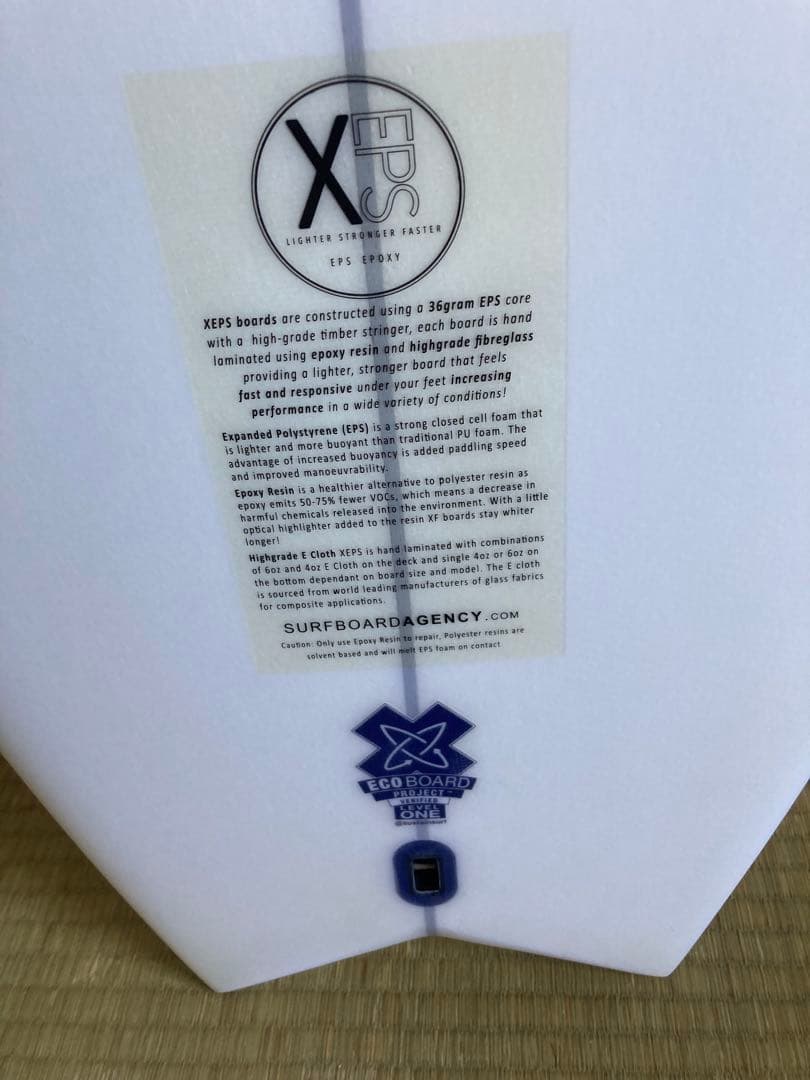 XEPS
LIGHTER STRONGER FASTER
EPS EPOXY
XEPS boards are constructed using a 36gram EPS core
with a high-grade timber stringer, each board is hand
laminated using epoxy resin and highgrade fibreglass
providing a lighter, stronger board that feels
fast and responsive under your feet increasing
performance in a wide variety of conditions!
Expanded Polystyrene (EPS) is a strong closed cell foam that
is lighter and more buoyant than traditional PU foam. The
advantage of increased buoyancy is added paddling speed
and improved manoeuvrability.
Epoxy Resin is a healthier alternative to polyester resin as
epoxy emits 50-75% fewer VOCs, which means a decrease in
harmful chemicals released into the environment. With a little
optical highlighter added to the resin XF boards stay whiter
longer!
Highgrade E Cloth XEPS is hand laminated with combinations
of 6oz and 4oz E Cloth on the deck and single 4oz or 6oz on
the bottom dependant on board size and model. The E cloth
is sourced from world leading manufacturers of glass fabrics
for composite applications.
SURFBOARDAGENCY.COM
Caution: Only use Epoxy Resin to repair, Polyester resins are
solvent based and will melt EPS foam on contact
ECOBOARD
PROJECT™
VERIFIED
LEVEL
ONE